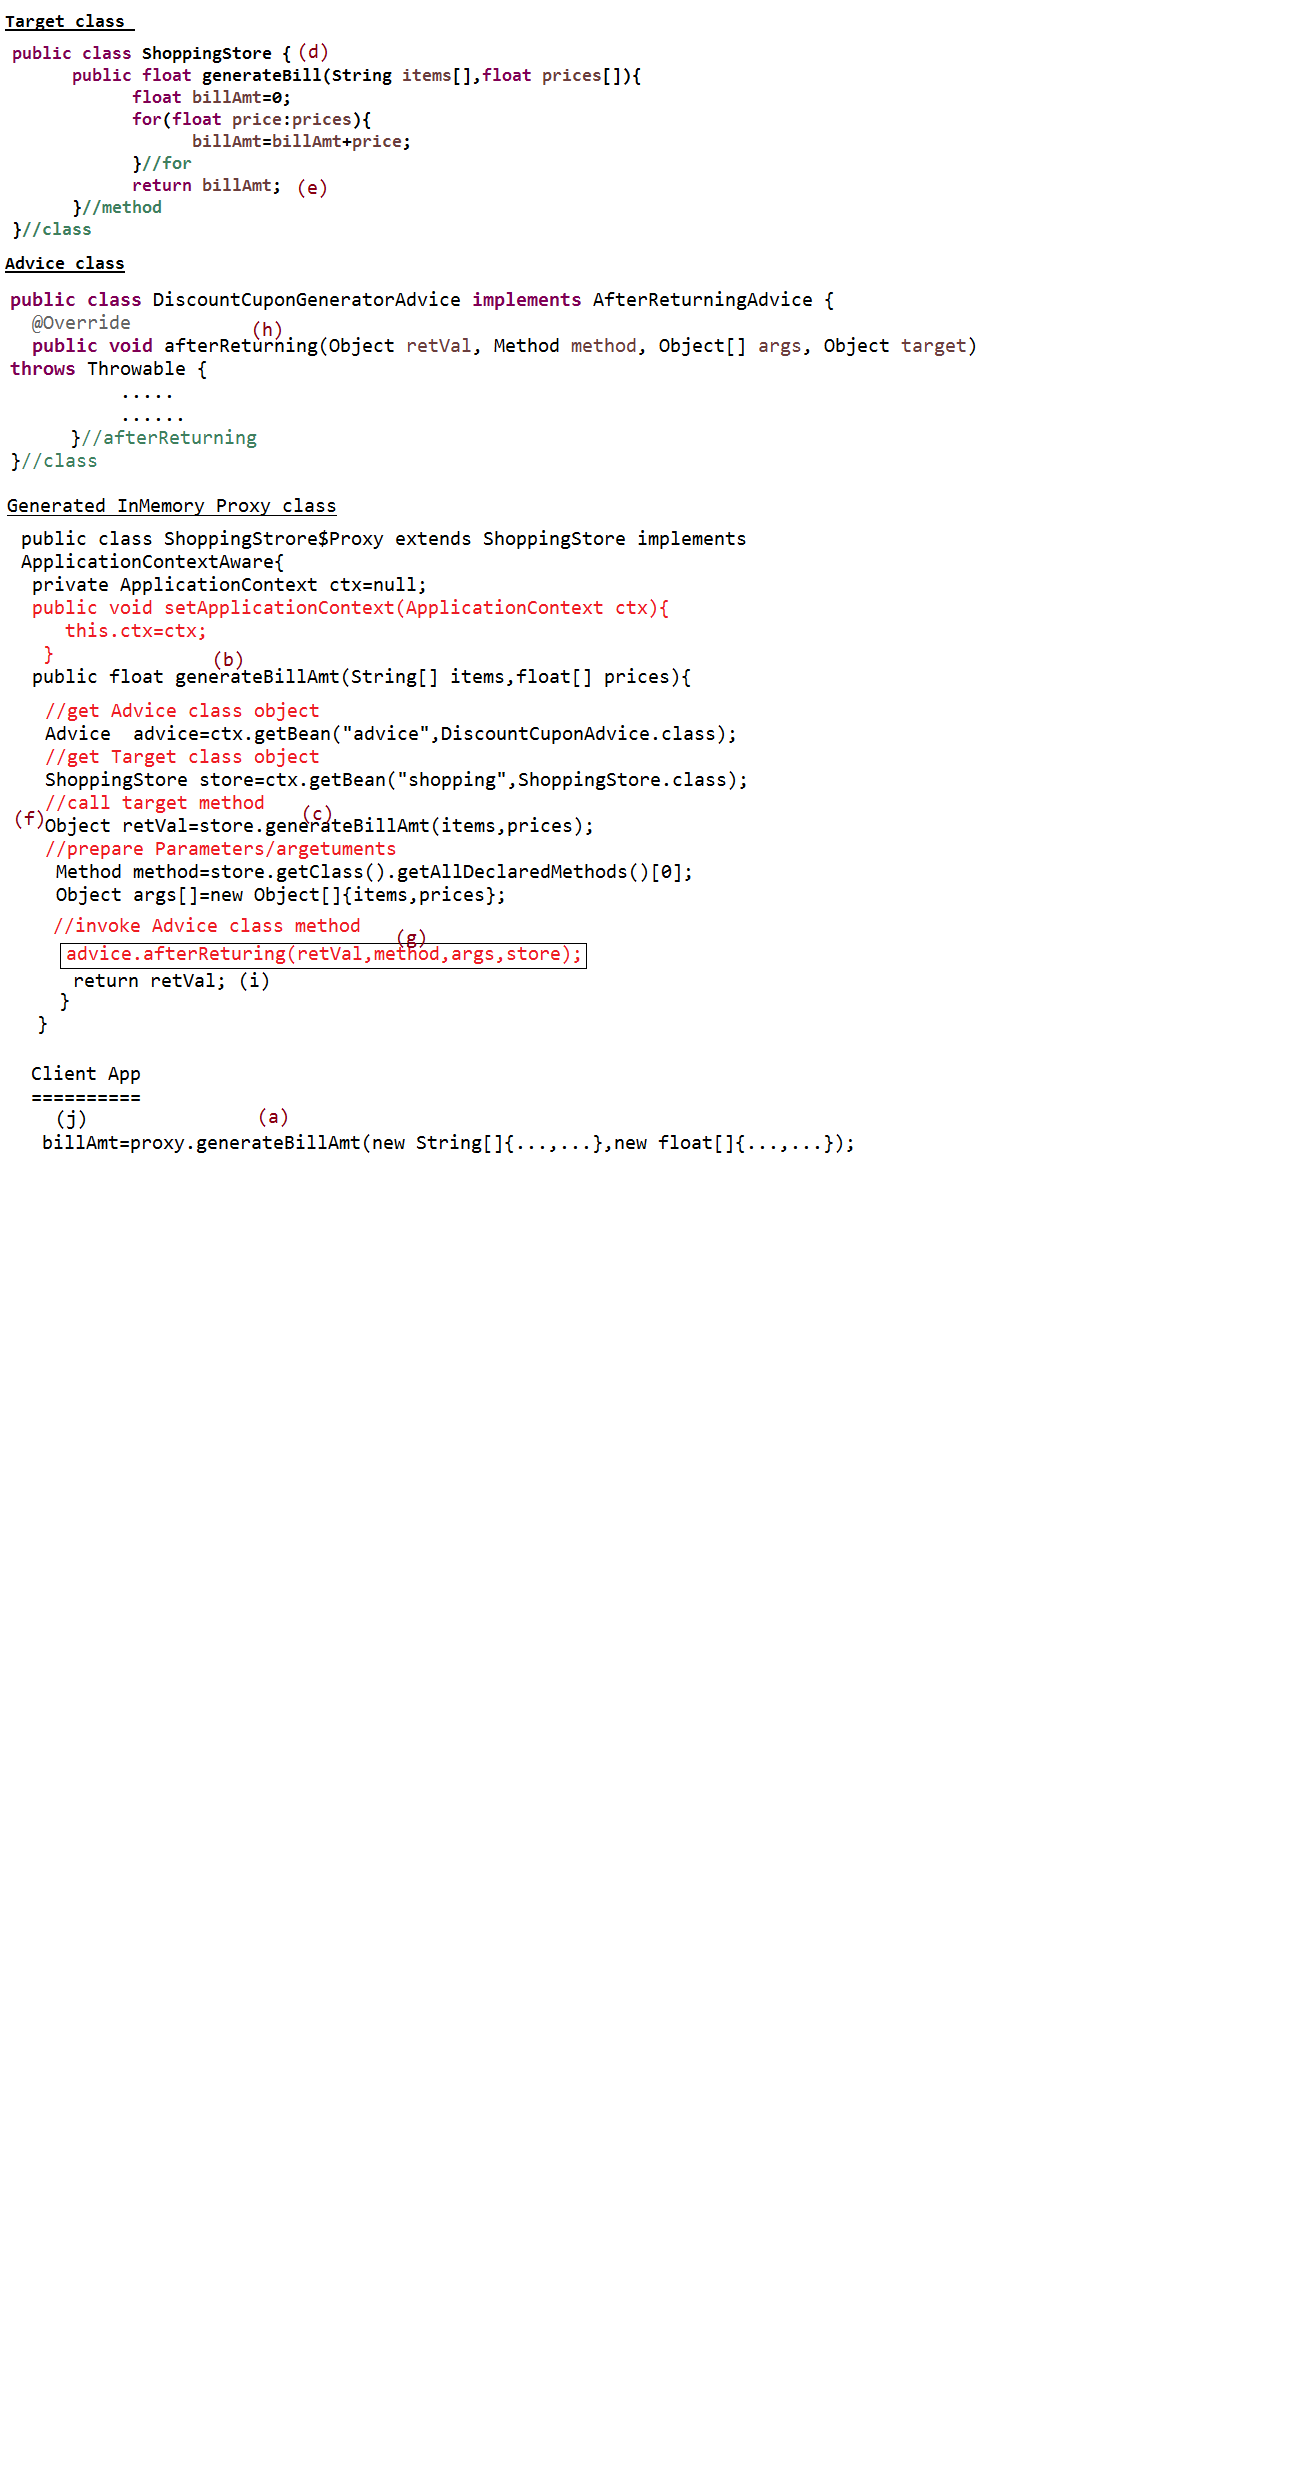 Target class
public class ShoppingStore { (d)
public float generateBill(String items[],float prices[]){
float billAmt=0;
for(float price:prices){
billAmt=billAmt+price;
}//for
return billAmt; (e)
}//method
}//class
Advice class
public class DiscountCuponGeneratorAdvice implements AfterReturningAdvice {
@Override
(h)
public void afterReturning(Object retVal, Method method, Object[] args, Object target)
throws Throwable {
.....
......
}//afterReturning
}//class
Generated InMemory Proxy class
public class ShoppingStrore$Proxy extends ShoppingStore implements
ApplicationContextAware{
private ApplicationContext ctx=null;
public void setApplicationContext(ApplicationContext ctx){
this.ctx=ctx;
}
(b)
public float generateBillAmt(String[] items,float[] prices){
//get Advice class object
Advice advice=ctx.getBean("advice",DiscountCuponAdvice.class);
//get Target class object
ShoppingStore store=ctx.getBean("shopping",ShoppingStore.class);
//call target method
(c)
(f)Object retVal=store.generateBillAmt(items,prices);
//prepare Parameters/argetuments
Method method=store.getClass().getAllDeclaredMethods()[0];
Object args[]=new Object[]{items,prices};
//invoke Advice class method
(g)
advice.afterReturing(retVal,method,args,store);
return retVal; (i)
}
}
Client App
==========
(j) (a)
billAmt=proxy.generateBillAmt(new String[]{...,...},new float[]{...,...});